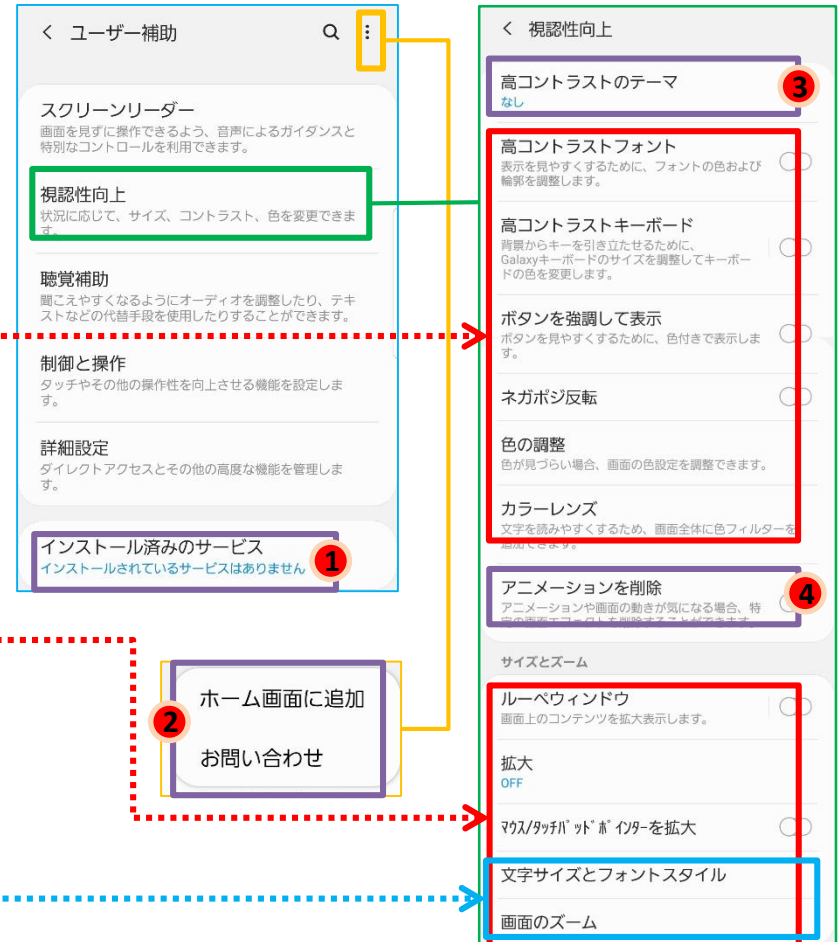 ユーザー補助
スクリーンリーダー
画面を見ずに操作できるよう、音声によるガイダンスと
特別なコントロールを利用できます。
視認性向上
状況に応じて、サイズ、コントラスト、色を変更できま
す。
聴覚補助
聞こえやすくなるようにオーディオを調整したり、テキ
ストなどの代替手段を使用したりすることができます。
制御と操作
タッチやその他の操作性を向上させる機能を設定しま
す。
詳細設定
ダイレクトアクセスとその他の高度な機能を管理しま
す。
インストール済みのサービス
インストールされているサービスはありません
1
2
ホーム画面に追加
お問い合わせ
視認性向上
高コントラストのテーマ
なし
3
高コントラストフォント
表示を見やすくするために、フォントの色および
輪郭を調整します。
高コントラストキーボード
背景からキーを引き立たせるために、
Galaxyキーボードのサイズを調整してキーボー
ドの色を変更します。
ボタンを強調して表示
ボタンを見やすくするために、色付きで表示しま
す。
ネガポジ反転
色の調整
色が見づらい場合、画面の色設定を調整できます。
カラーレンズ
文字を読みやすくするため、画面全体に色フィルターを
追加できます。
アニメーションを削除
4
アニメーションや画面の動きが気になる場合、特
定の画面エフェクトを削除することができます。
サイズとズーム
ルーペウィンドウ
画面上のコンテンツを拡大表示します。
拡大
OFF
ﾏｳｽ/ﾀｯﾁﾊﾟｯﾄﾞﾎﾟｲﾝﾀｰを拡大
文字サイズとフォントスタイル
画面のズーム